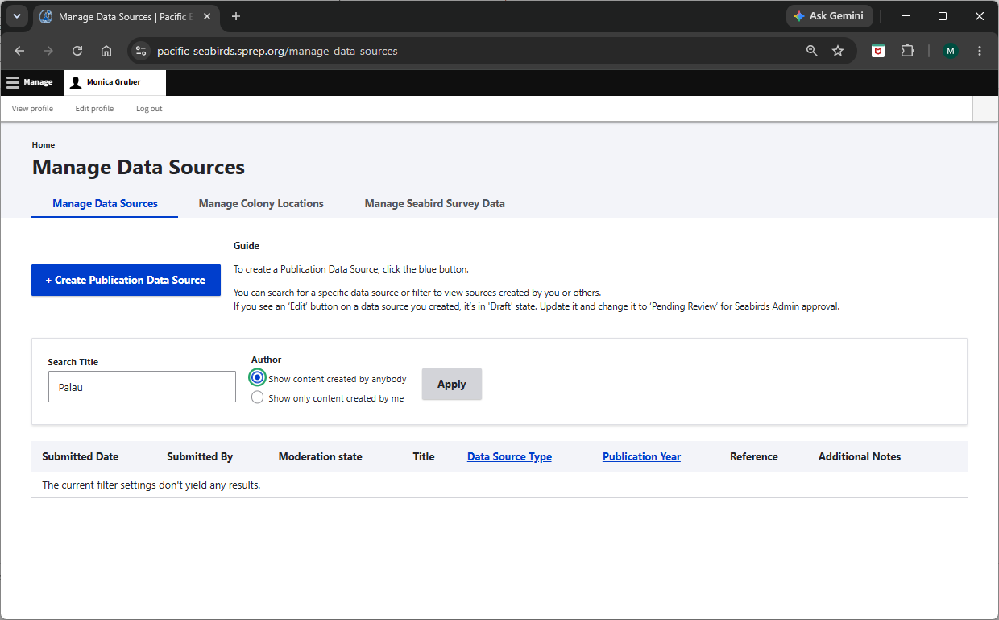 Manage Data Sources | Pacific E
Ask Gemini
pacific-seabirds.sprep.org/manage-data-sources
M
Manage
Monica Gruber
View profile Edit profile Log out
Home
Manage Data Sources
Manage Data Sources Manage Colony Locations Manage Seabird Survey Data
Guide
+ Create Publication Data Source
To create a Publication Data Source, click the blue button.
You can search for a specific data source or filter to view sources created by you or others.
If you see an 'Edit' button on a data source you created, it's in 'Draft' state. Update it and change it to 'Pending Review' for Seabirds Admin approval.
Search Title
Palau
Author
Show content created by anybody
Show only content created by me
Apply
Submitted Date Submitted By Moderation state Title Data Source Type Publication Year Reference Additional Notes
The current filter settings don't yield any results.